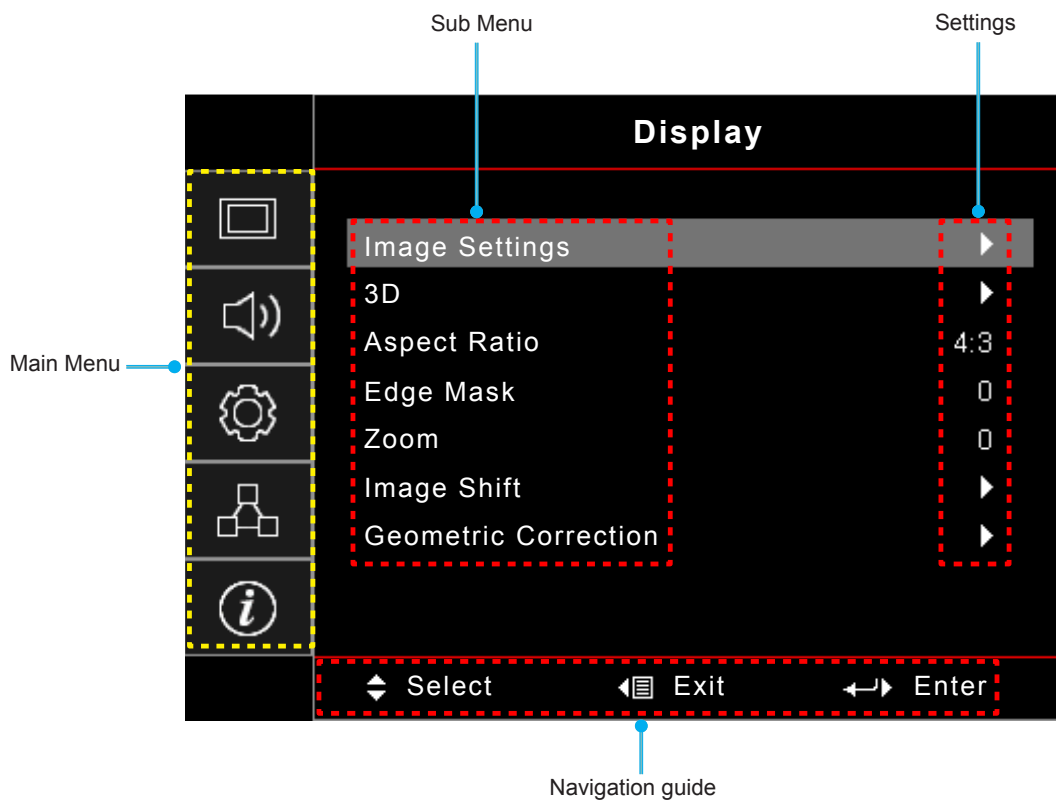 Sub Menu
Settings
Display
Image Settings
3D
Aspect Ratio 4:3
Main Menu
Edge Mask 0
Zoom 0
Image Shift
Geometric Correction
i
Select Exit Enter
Navigation guide